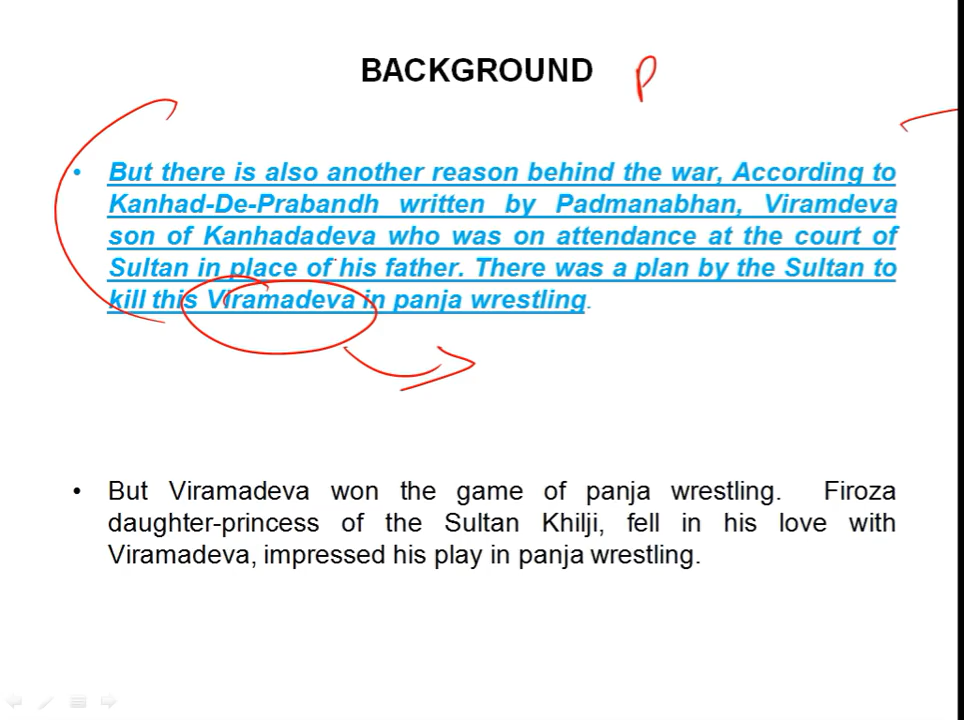 BACKGROUND P
• But there is also another reason behind the war, According to
Kanhad-De-Prabandh written by Padmanabhan, Viramdeva
son of Kanhadadeva who was on attendance at the court of
Sultan in place of his father. There was a plan by the Sultan to
kill this Viramadeva in panja wrestling.
• But Viramadeva won the game of panja wrestling. Firoza
daughter-princess of the Sultan Khilji, fell in his love with
Viramadeva, impressed his play in panja wrestling.